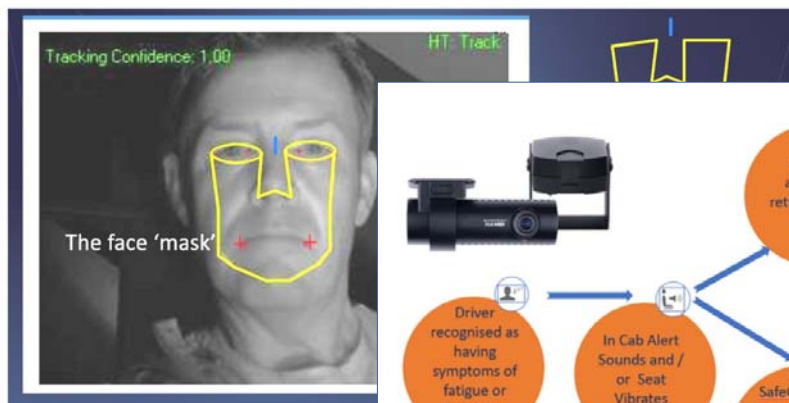 Tracking Confidence: 1.00
HT: Track
The face 'mask'
Driver
recognised as
having
symptoms of
fatigue or
In Cab Alert
Sounds and /
or Seat
Vibrates